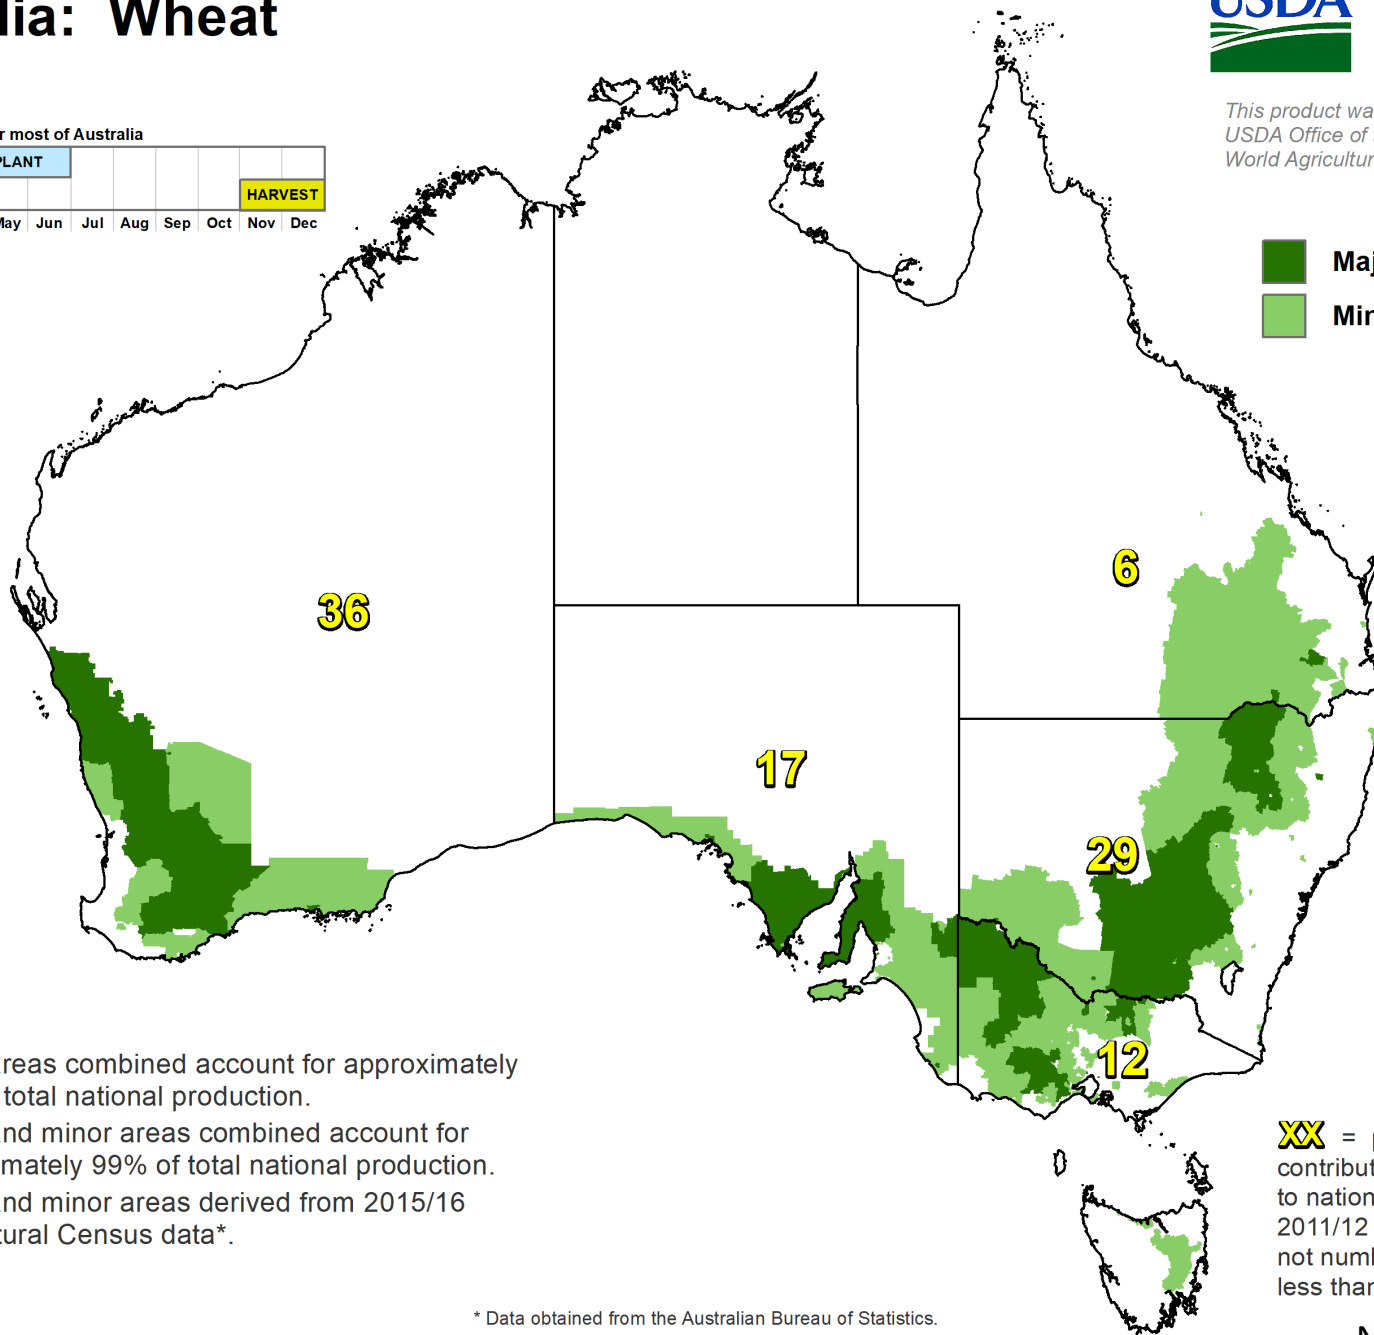 lia: Wheat
USDA
This product wa
USDA Office of
World Agricultur
r most of Australia
PLANT
HARVEST
May Jun Jul Aug Sep Oct Nov Dec
Maj
Min
6
36
17
29
12
reas combined account for approximately
total national production.
nd minor areas combined account for
mately 99% of total national production.
nd minor areas derived from 2015/16
tural Census data*.
XX =
contribut
to nation
2011/12
not numb
less than
* Data obtained from the Australian Bureau of Statistics.